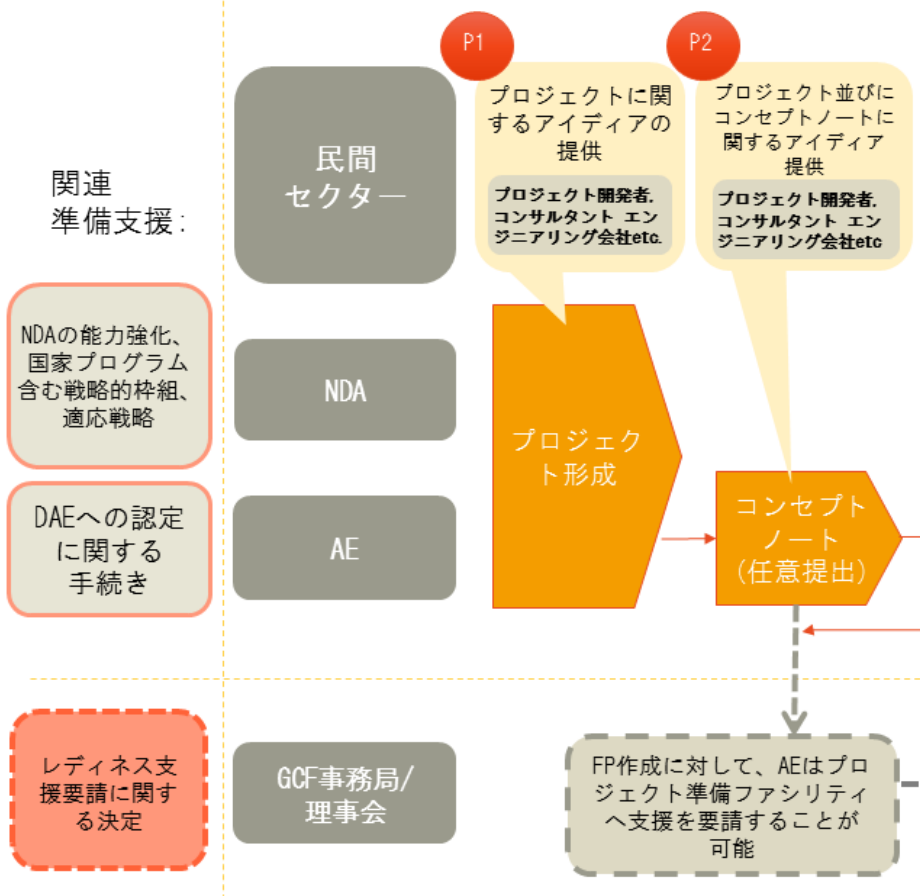 P1
P2
プロジェクトに関
するアイディアの
提供
プロジェクト開発者.
コンサルタント エン
ジニアリング会社etc.
プロジェクト並びに
コンセプトノートに
関するアイディア
提供
プロジェクト開発者.
コンサルタント エン
ジニアリング会社etc
関連
準備支援:
民間
セクター
NDAの能力強化、
国家プログラム
含む戦略的枠組、
適応戦略
NDA
プロジェク
ト形成
DAEへの認定
に関する
手続き
AE
コンセプト
ノート
(任意提出)
レディネス支
援要請に関す
る決定
GCF事務局/
理事会
FP作成に対して、AEはプロ
ジェクト準備ファシリティ
へ支援を要請することが
可能